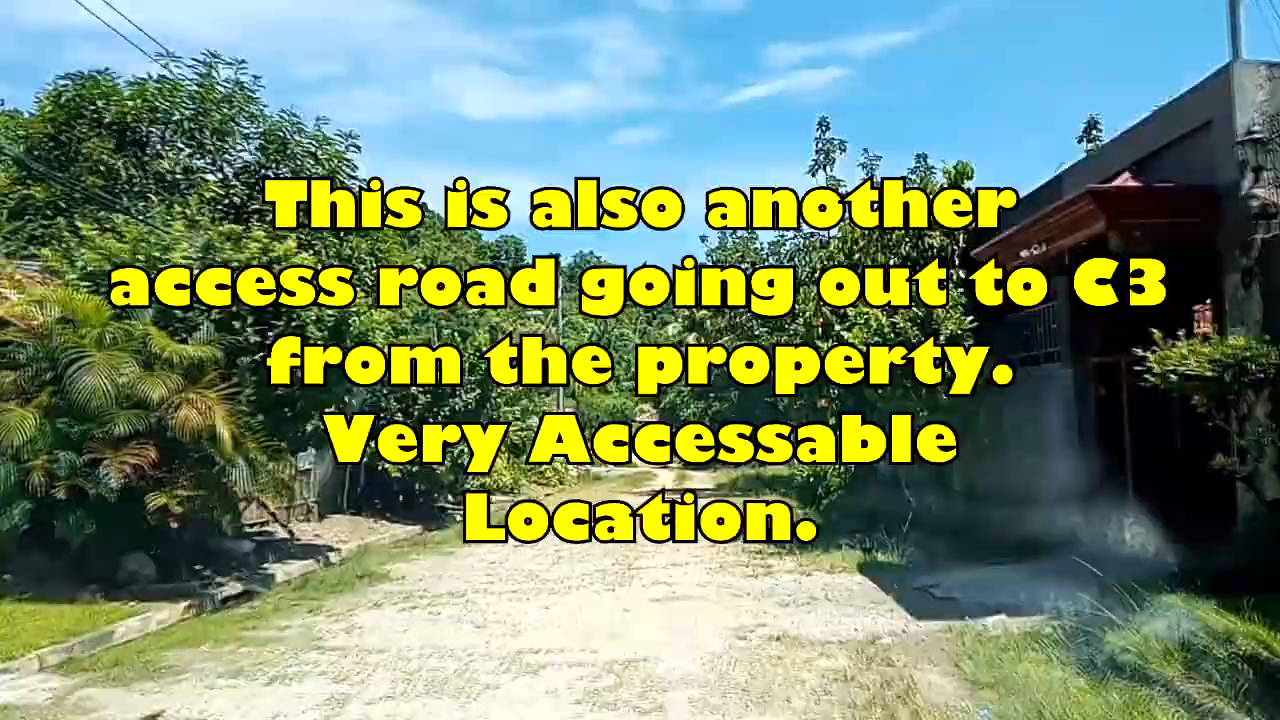 This is also another
access road going out to C3
from the property.
Very Accessable
Location.